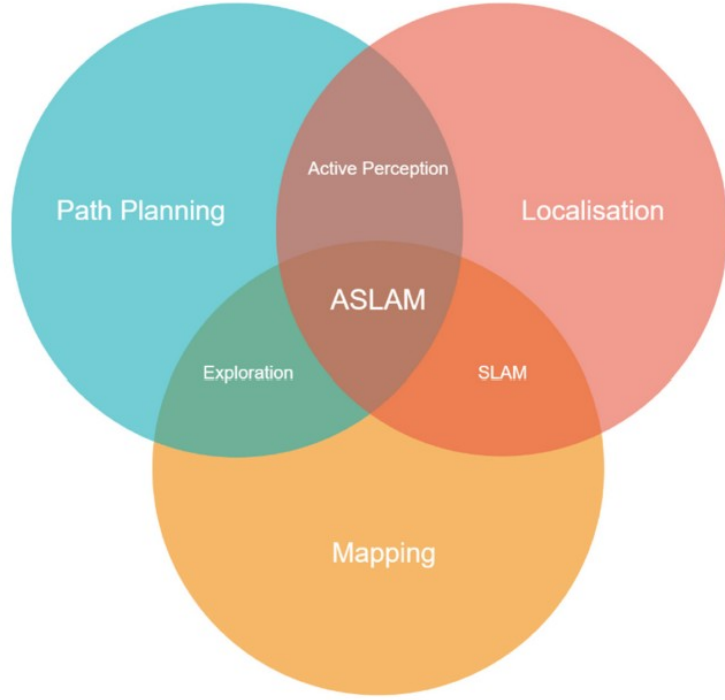 Active Perception
Path Planning
Localisation
ASLAM
Exploration
SLAM
Mapping